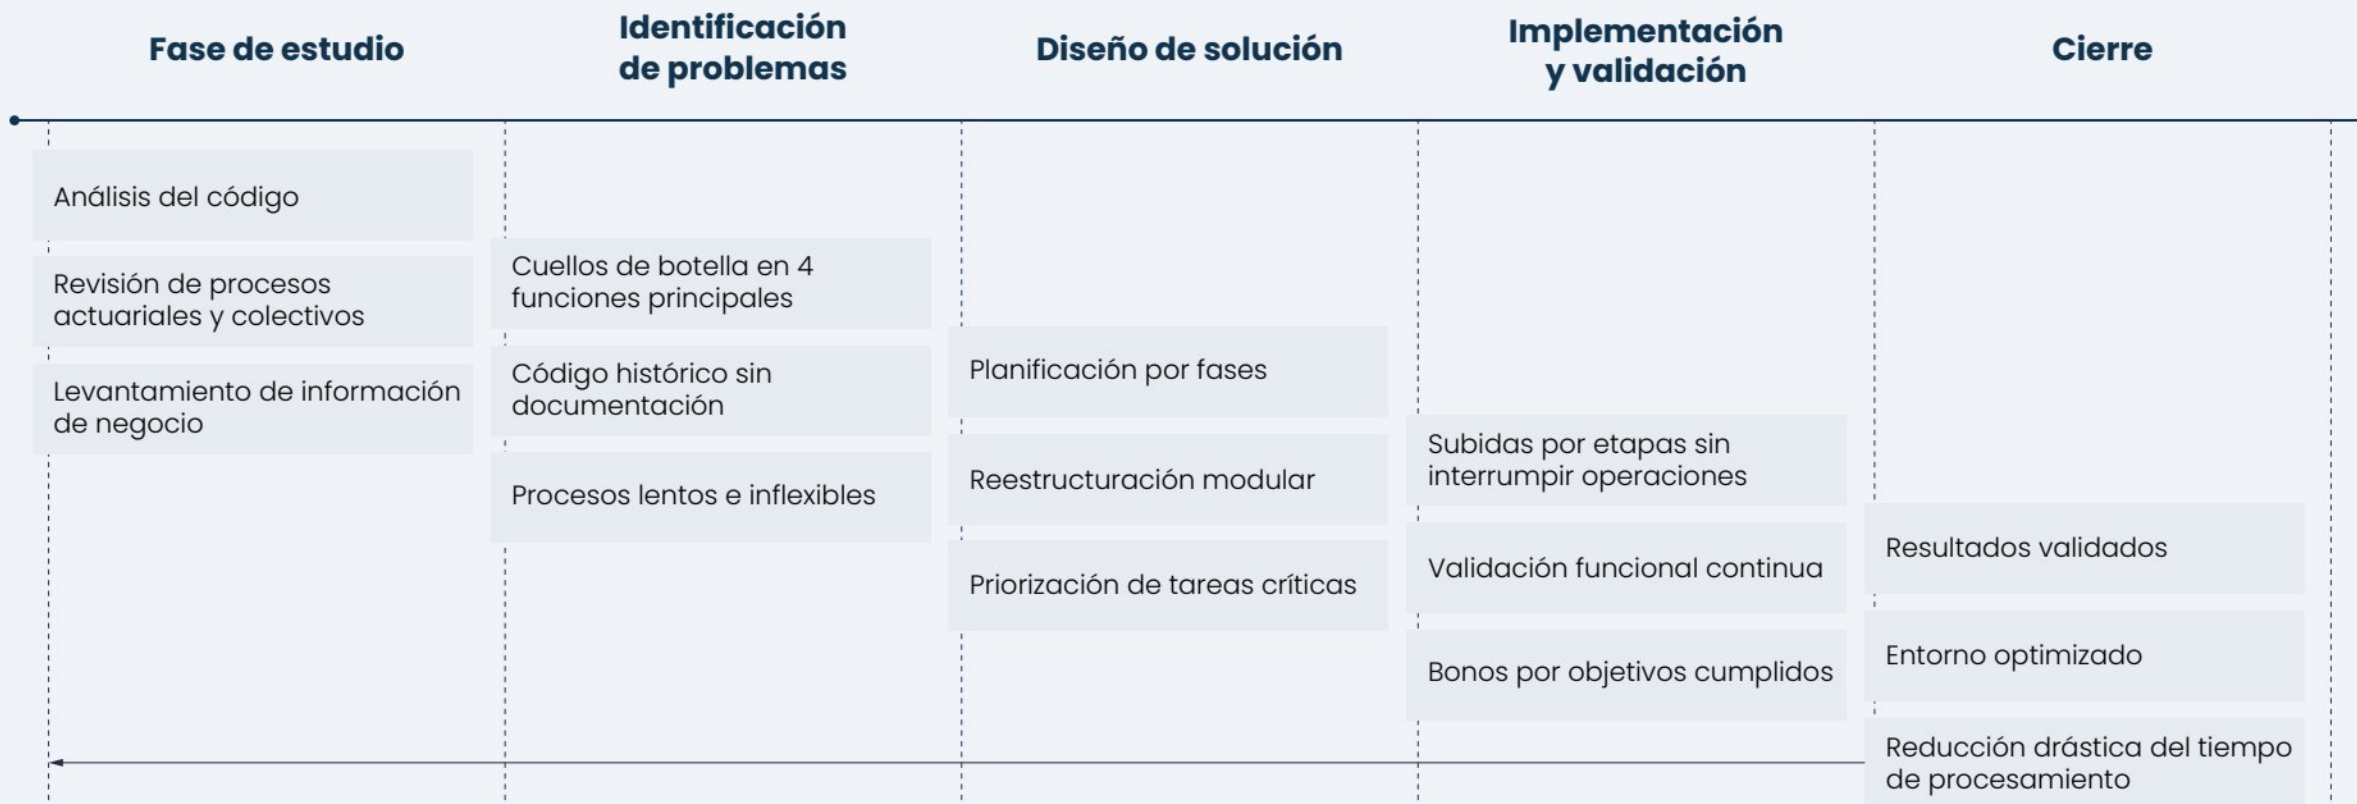 Fase de estudio
Identificación
de problemas
Diseño de solución
Implementación
y validación
Cierre
Análisis del código
Revisión de procesos
actuariales y colectivos
Levantamiento de información
de negocio
Cuellos de botella en 4
funciones principales
Código histórico sin
documentación
Procesos lentos e inflexibles
Planificación por fases
Reestructuración modular
Priorización de tareas críticas
Subidas por etapas sin
interrumpir operaciones
Validación funcional continua
Bonos por objetivos cumplidos
Resultados validados
Entorno optimizado
Reducción drástica del tiempo
de procesamiento